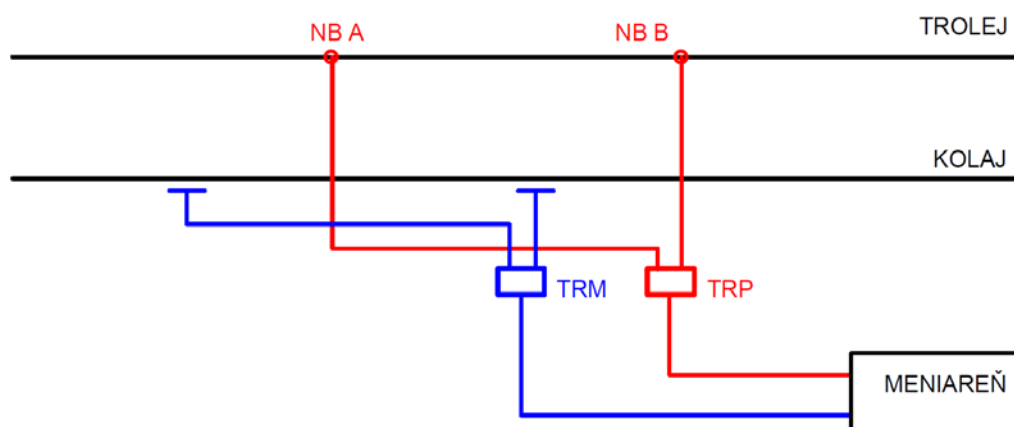 NB A
NB B
TROLEJ
KOLAJ
TRM
TRP
MENIAREŇ